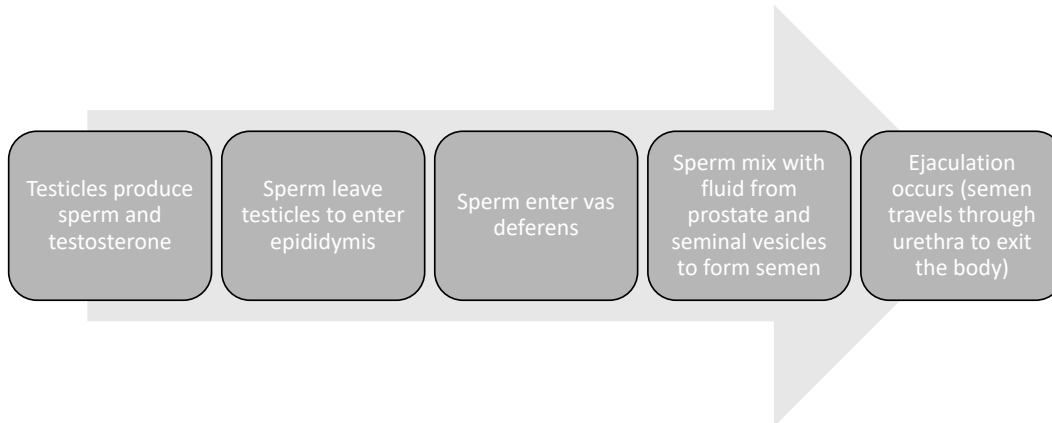 Testicles produce
sperm and
testosterone
Sperm leave
testicles to enter
epididymis
Sperm enter vas
deferens
Sperm mix with
fluid from
prostate and
seminal vesicles
to form semen
Ejaculation
occurs (semen
travels through
urethra to exit
the body)